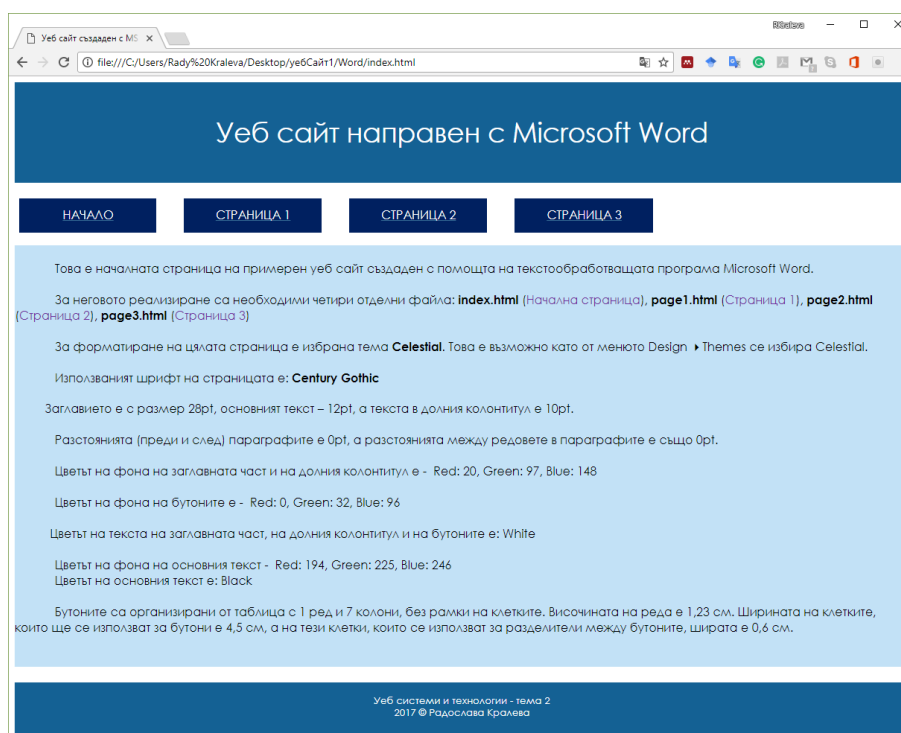 Уеб сайт създаден с MS
file:///C:/Users/Rady%20Kraleva/Desktop/уебСайт1/Word/index.html
Уеб сайт направен с Microsoft Word
НАЧАЛО СТРАНИЦА 1 СТРАНИЦА 2 СТРАНИЦА 3
Това е началната страница на примерен уеб сайт създаден с помощта на текстообработващата програма Microsoft Word.
За неговото реализиране са необходими четири отделни файла: index.html (Начална страница), page1.html (Страница 1), page2.html
(Страница 2), page3.html (Страница 3)
За форматиране на цялата страница е избрана тема Celestial. Това е възможно като от менюто Design ▸ Themes се избира Celestial.
Използваният шрифт на страницата е: Century Gothic
Заглавието е с размер 28pt, основният текст – 12pt, а текста в долния колонтитул е 10pt.
Разстоянията (преди и след) параграфите е 0pt, а разстоянията между редовете в параграфите е също 0pt.
Цветът на фона на заглавната част и на долния колонтитул е - Red: 20, Green: 97, Blue: 148
Цветът на фона на бутоните е - Red: 0, Green: 32, Blue: 96
Цветът на текста на заглавната част, на долния колонтитул и на бутоните е: White
Цветът на фона на основния текст - Red: 194, Green: 225, Blue: 246
Цветът на основния текст е: Black
Бутоните са организирани от таблица с 1 ред и 7 колони, без рамки на клетките. Височината на реда е 1,23 см. Ширината на клетките,
които ще се използват за бутони е 4,5 см, а на тези клетки, които се използват за разделители между бутоните, ширата е 0,6 см.
Уеб системи и технологии - тема 2
2017 © Радослава Кралева